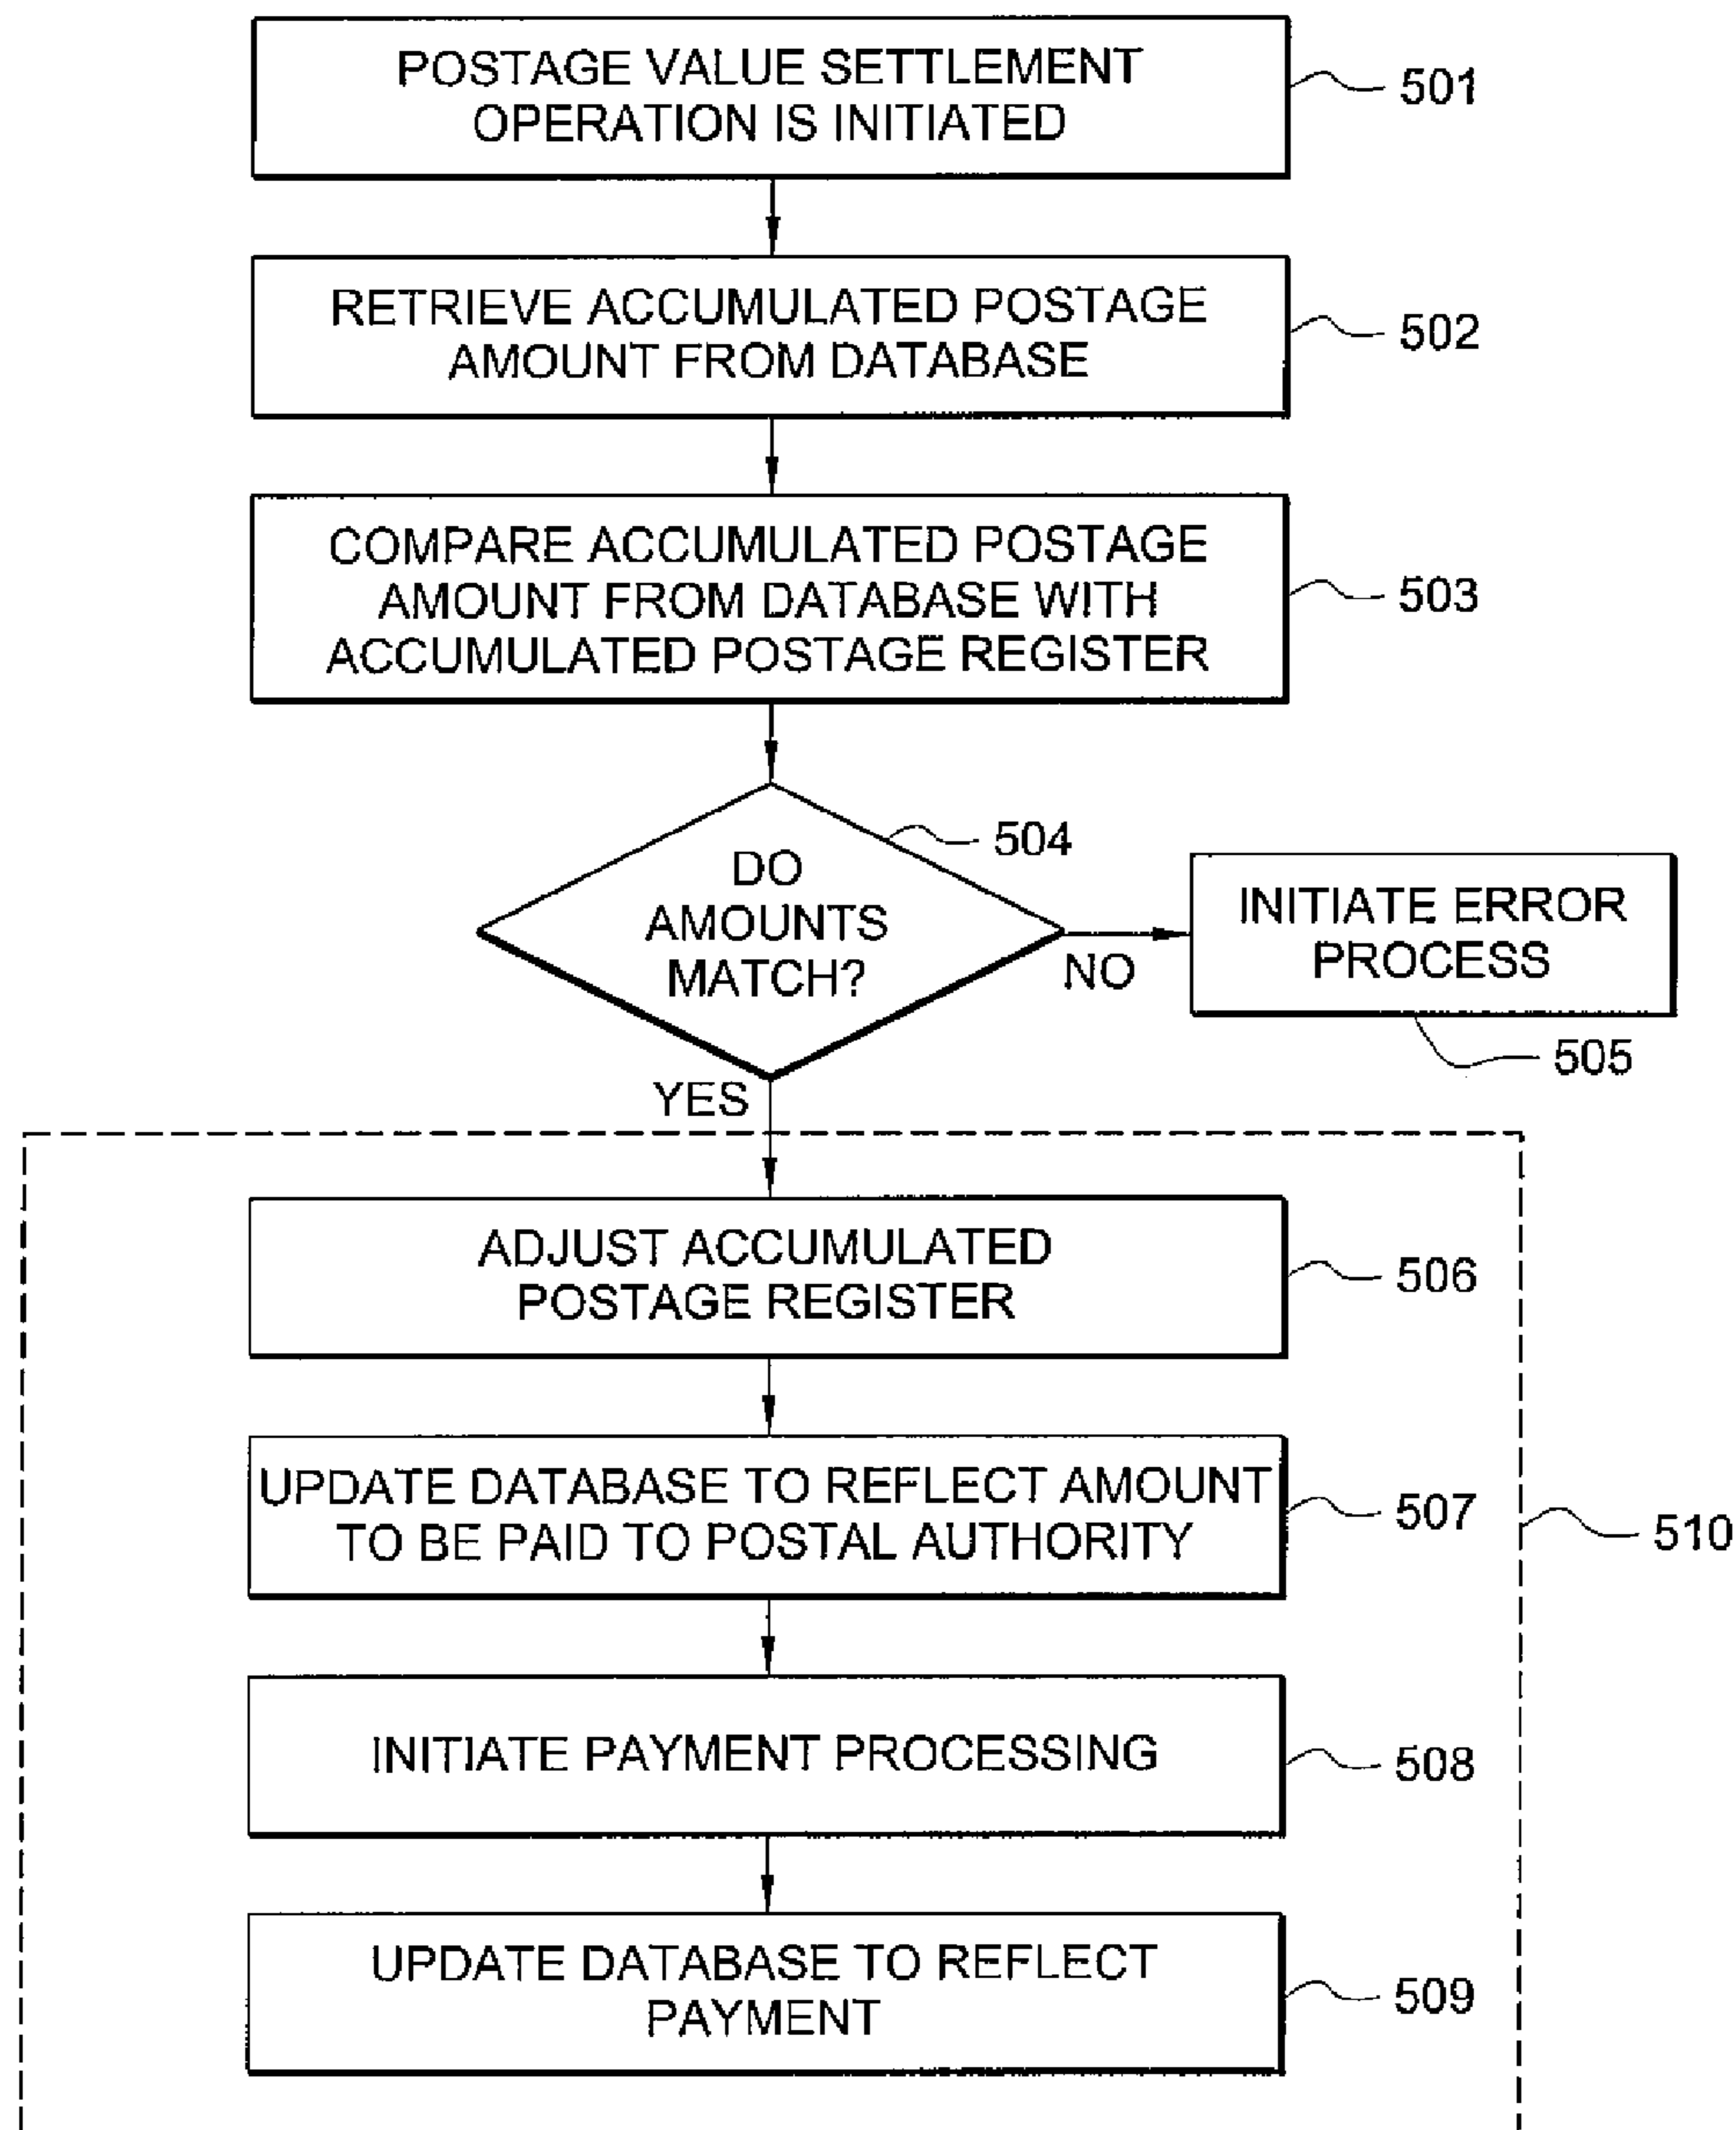 POSTAGE VALUE SETTLEMENT
OPERATION IS INITIATED
501
RETRIEVE ACCUMULATED POSTAGE
AMOUNT FROM DATABASE
502
COMPARE ACCUMULATED POSTAGE
AMOUNT FROM DATABASE WITH
ACCUMULATED POSTAGE REGISTER
503
504
DO
AMOUNTS
MATCH?
NO
INITIATE ERROR
PROCESS
505
YES
ADJUST ACCUMULATED
POSTAGE REGISTER
506
UPDATE DATABASE TO REFLECT AMOUNT
TO BE PAID TO POSTAL AUTHORITY
507
510
INITIATE PAYMENT PROCESSING
508
UPDATE DATABASE TO REFLECT
PAYMENT
509